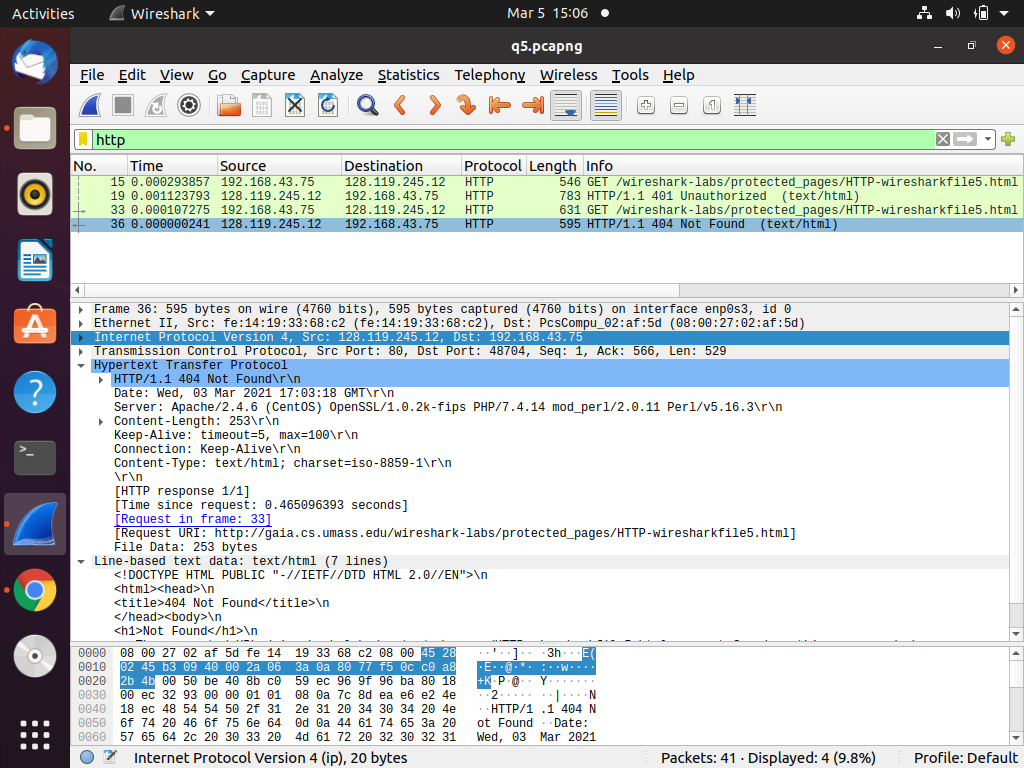 Activities Wireshark Mar 5 15:06
q5.pcapng
File Edit View Go Capture Analyze Statistics Telephony Wireless Tools Help
http
No. Time Source Destination Protocol Length Info
15 0.000293857 192.168.43.75 128.119.245.12 HTTP 546 GET /wireshark-labs/protected_pages/HTTP-wiresharkfile5.html
19 0.001123793 128.119.245.12 192.168.43.75 HTTP 783 HTTP/1.1 401 Unauthorized (text/html)
33 0.000107275 192.168.43.75 128.119.245.12 HTTP 631 GET /wireshark-labs/protected_pages/HTTP-wiresharkfile5.html
36 0.000000241 128.119.245.12 192.168.43.75 HTTP 595 HTTP/1.1 404 Not Found (text/html)
Frame 36: 595 bytes on wire (4760 bits), 595 bytes captured (4760 bits) on interface enp0s3, id 0
Ethernet II, Src: fe:14:19:33:68:c2 (fe:14:19:33:68:c2), Dst: PcsCompu_02:af:5d (08:00:27:02:af:5d)
Internet Protocol Version 4, Src: 128.119.245.12, Dst: 192.168.43.75
Transmission Control Protocol, Src Port: 80, Dst Port: 48704, Seq: 1, Ack: 566, Len: 529
Hypertext Transfer Protocol
HTTP/1.1 404 Not Found\r\n
Date: Wed, 03 Mar 2021 17:03:18 GMT\r\n
Server: Apache/2.4.6 (CentOS) OpenSSL/1.0.2k-fips PHP/7.4.14 mod_perl/2.0.11 Perl/v5.16.3\r\n
Content-Length: 253\r\n
Keep-Alive: timeout=5, max=100\r\n
Connection: Keep-Alive\r\n
Content-Type: text/html; charset=iso-8859-1\r\n
\r\n
[HTTP response 1/1]
[Time since request: 0.465096393 seconds]
[Request in frame: 33]
[Request URI: http://gaia.cs.umass.edu/wireshark-labs/protected_pages/HTTP-wiresharkfile5.html]
File Data: 253 bytes
Line-based text data: text/html (7 lines)
<!DOCTYPE HTML PUBLIC "-//IETF//DTD HTML 2.0//EN">\n
<html><head>\n
<title>404 Not Found</title>\n
</head><body>\n
<h1>Not Found</h1>\n
0000 08 00 27 02 af 5d fe 14 19 33 68 c2 08 00 45 28 ··'··]·· ·3h···E(
0010 02 45 b3 09 40 00 2a 06 3a 0a 80 77 f5 0c c0 a8 ·E··@·*· :··w····
0020 2b 4b 00 50 be 40 8b c0 59 ec 96 9f 96 ba 80 18 +K·P·@·· Y·······
0030 00 ec 32 93 00 00 01 01 08 0a 7c 8d ea e6 e2 4e ··2····· ··|····N
0040 18 ec 48 54 54 50 2f 31 2e 31 20 34 30 34 20 4e ··HTTP/1 .1 404 N
0050 6f 74 20 46 6f 75 6e 64 0d 0a 44 61 74 65 3a 20 ot Found ··Date:
0060 57 65 64 2c 20 30 33 20 4d 61 72 20 32 30 32 31 Wed, 03 Mar 2021
Internet Protocol Version 4 (ip), 20 bytes Packets: 41 · Displayed: 4 (9.8%) Profile: Default